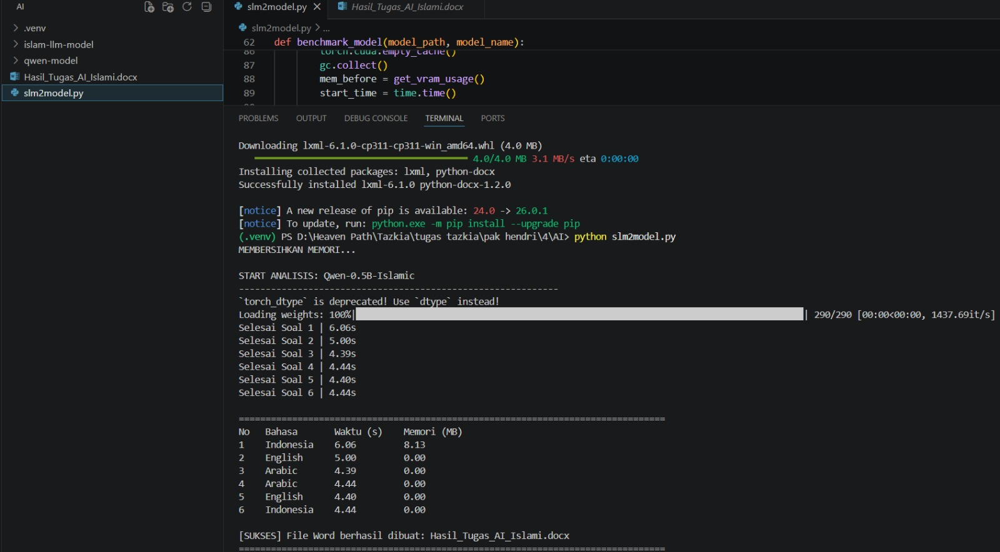 AI
.venv
islam-llm-model
qwen-model
Hasil_Tugas_AI_Islami.docx
slm2model.py
slm2model.py
Hasil_Tugas_AI_Islami.docx
slm2model.py > ...
62 def benchmark_model(model_path, model_name):
86 torch.cuda.empty_cache()
87 gc.collect()
88 mem_before = get_vram_usage()
89 start_time = time.time()
PROBLEMS OUTPUT DEBUG CONSOLE TERMINAL PORTS
Downloading lxml-6.1.0-cp311-cp311-win_amd64.whl (4.0 MB)
4.0/4.0 MB 3.1 MB/s eta 0:00:00
Installing collected packages: lxml, python-docx
Successfully installed lxml-6.1.0 python-docx-1.2.0
[notice] A new release of pip is available: 24.0 -> 26.0.1
[notice] To update, run: python.exe -m pip install --upgrade pip
(.venv) PS D:\Heaven Path\Tazkia\tugas tazkia\pak hendri\4\AI> python slm2model.py
MEMBERSIHKAN MEMORI...
START ANALISIS: Qwen-0.5B-Islamic
------------------------------------------------------------
`torch_dtype` is deprecated! Use `dtype` instead!
Loading weights: 100%| | 290/290 [00:00<00:00, 1437.69it/s]
Selesai Soal 1 | 6.06s
Selesai Soal 2 | 5.00s
Selesai Soal 3 | 4.39s
Selesai Soal 4 | 4.44s
Selesai Soal 5 | 4.40s
Selesai Soal 6 | 4.44s
================================================================================
No Bahasa Waktu (s) Memori (MB)
1 Indonesia 6.06 8.13
2 English 5.00 0.00
3 Arabic 4.39 0.00
4 Arabic 4.44 0.00
5 English 4.40 0.00
6 Indonesia 4.44 0.00
[SUKSES] File Word berhasil dibuat: Hasil_Tugas_AI_Islami.docx
================================================================================